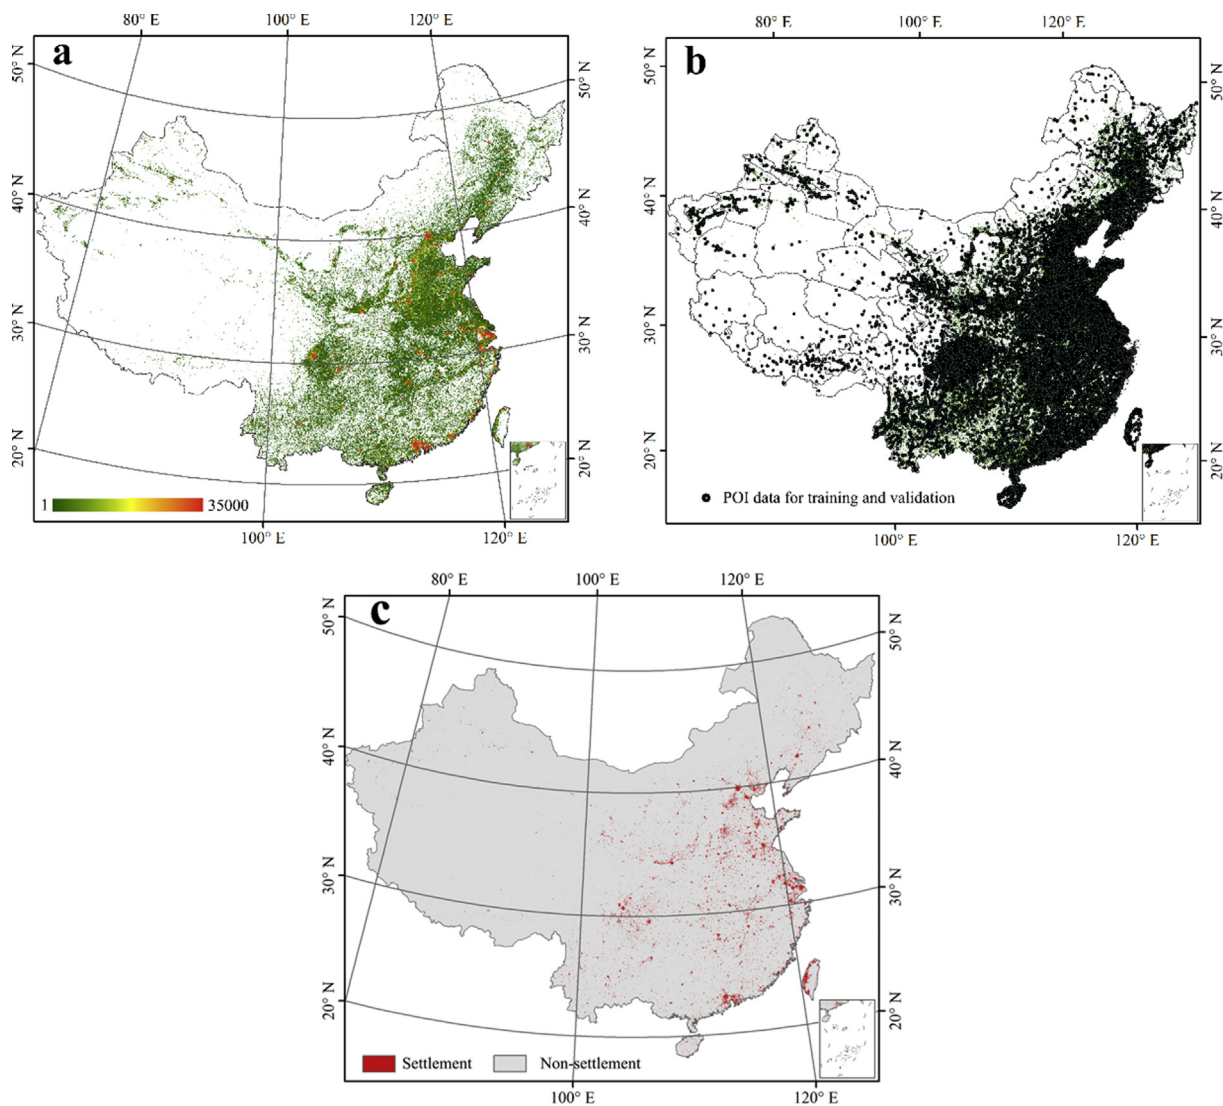 80° E 100° E 120° E
a
50° N
50° N
40° N
40° N
30° N
30° N
20° N
20° N
1 35000
100° E 120° E
80° E 100° E 120° E
b
50° N
50° N
40° N
40° N
30° N
30° N
20° N
20° N
POI data for training and validation
100° E 120° E
80° E 100° E 120° E
c
50° N
50° N
40° N
40° N
30° N
30° N
20° N
20° N
Settlement Non-settlement
100° E 120° E